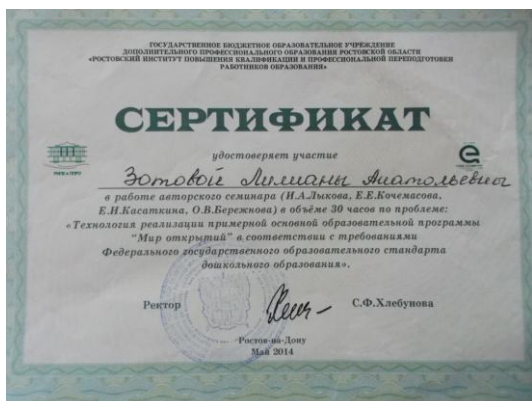 ГОСУДАРСТВЕННОЕ БЮДЖЕТНОЕ ОБРАЗОВАТЕЛЬНОЕ УЧРЕЖДЕНИЕ
ДОПОЛНИТЕЛЬНОГО ПРОФЕССИОНАЛЬНОГО ОБРАЗОВАНИЯ РОСТОВСКОЙ ОБЛАСТИ
«РОСТОВСКИЙ ИНСТИТУТ ПОВЫШЕНИЯ КВАЛИФИКАЦИИ И ПРОФЕССИОНАЛЬНОЙ ПЕРЕПОДГОТОВКИ
РАБОТНИКОВ ОБРАЗОВАНИЯ»
СЕРТИФИКАТ
удостоверяет участие
Зотовой Лилианы Анатольевны
в работе авторского семинара (И.А.Лыкова, Е.Е.Кочемасова,
Е.И.Касаткина, О.В.Бережнова) в объёме 30 часов по проблеме:
«Технология реализации примерной основной образовательной программы
"Мир открытий" в соответствии с требованиями
Федерального государственного образовательного стандарта
дошкольного образования».
Ректор
С.Ф.Хлебунова
Ростов-на-Дону
Май 2014